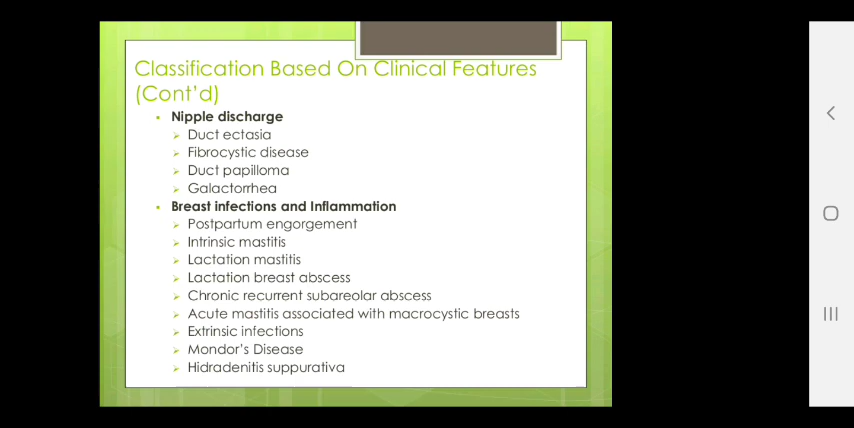 Classification Based On Clinical Features
(Cont'd)
Nipple discharge
Duct ectasia
Fibrocystic disease
Duct papilloma
Galactorrhea
Breast infections and Inflammation
Postpartum engorgement
Intrinsic mastitis
Lactation mastitis
Lactation breast abscess
Chronic recurrent subareolar abscess
Acute mastitis associated with macrocystic breasts
Extrinsic infections
Mondor's Disease
Hidradenitis suppurativa